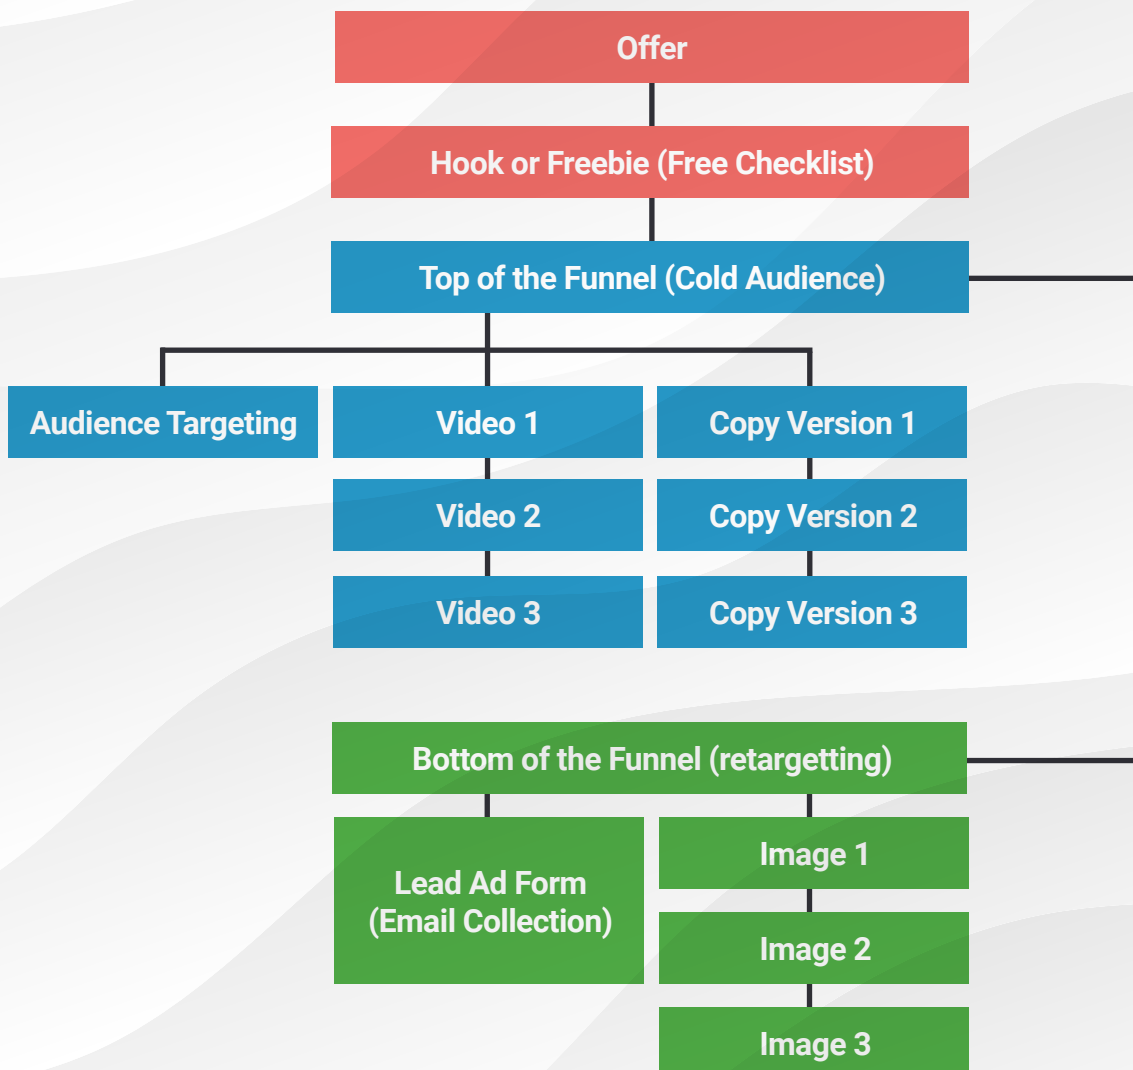 Offer
Hook or Freebie (Free Checklist)
Top of the Funnel (Cold Audience)
Audience Targeting
Video 1
Copy Version 1
Video 2
Copy Version 2
Video 3
Copy Version 3
Bottom of the Funnel (retargetting)
Lead Ad Form
(Email Collection)
Image 1
Image 2
Image 3